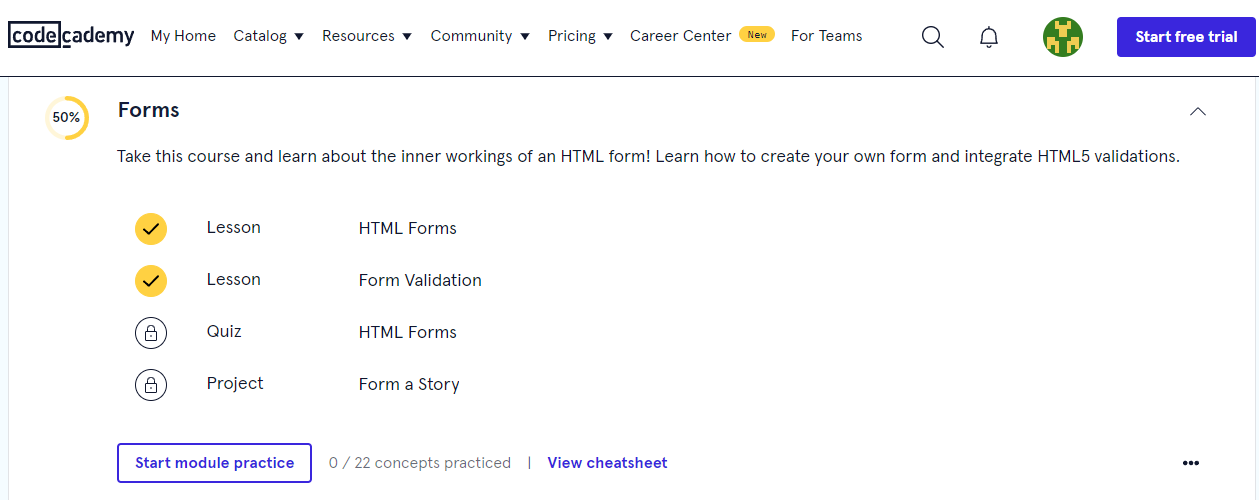 codecademy My Home Catalog Resources Community Pricing Career Center New For Teams Start free trial
50% Forms
Take this course and learn about the inner workings of an HTML form! Learn how to create your own form and integrate HTML5 validations.
Lesson HTML Forms
Lesson Form Validation
Quiz HTML Forms
Project Form a Story
Start module practice 0 / 22 concepts practiced | View cheatsheet